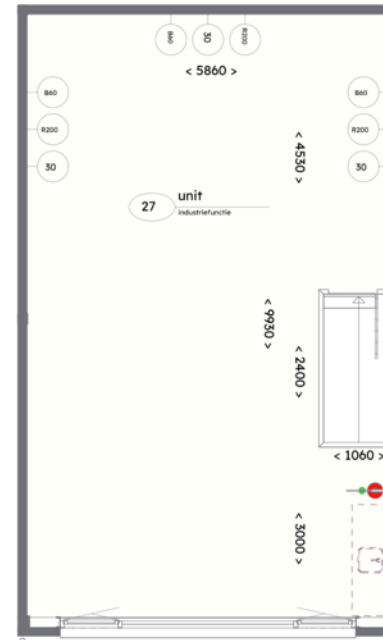 B60
30
R200
< 5860 >
B60
B60
R200
R200
30
30
< 4530 >
27
unit
industriefunctie
< 9930 >
< 2400 >
< 1060 >
< 3000 >